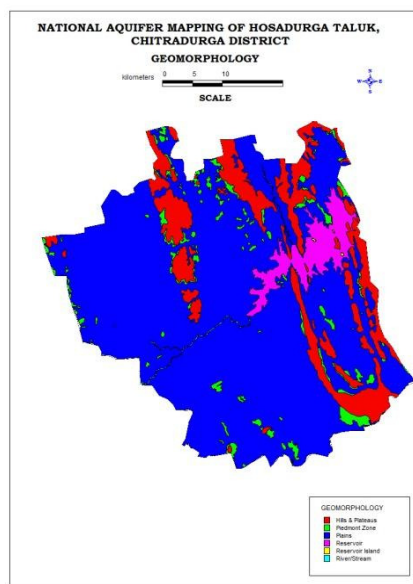 NATIONAL AQUIFER MAPPING OF HOSADURGA TALUK,
CHITRADURGA DISTRICT
GEOMORPHOLOGY
kilometers 0 5 10
SCALE
N
W E
S
GEOMORPHOLOGY
Hills & Plateaus
Piedmont Zone
Plains
Reservoir
Reservoir Island
River/Stream